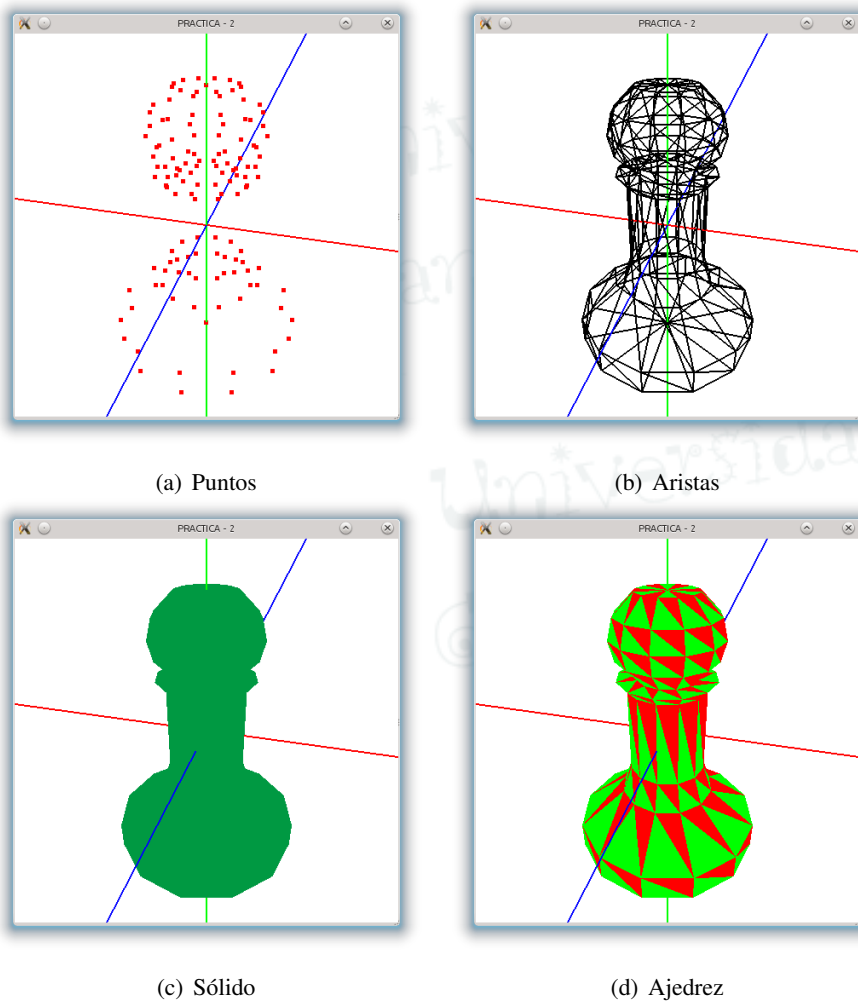 PRACTICA - 2
PRACTICA - 2
(a) Puntos
(b) Aristas
PRACTICA - 2
PRACTICA - 2
(c) Sólido
(d) Ajedrez